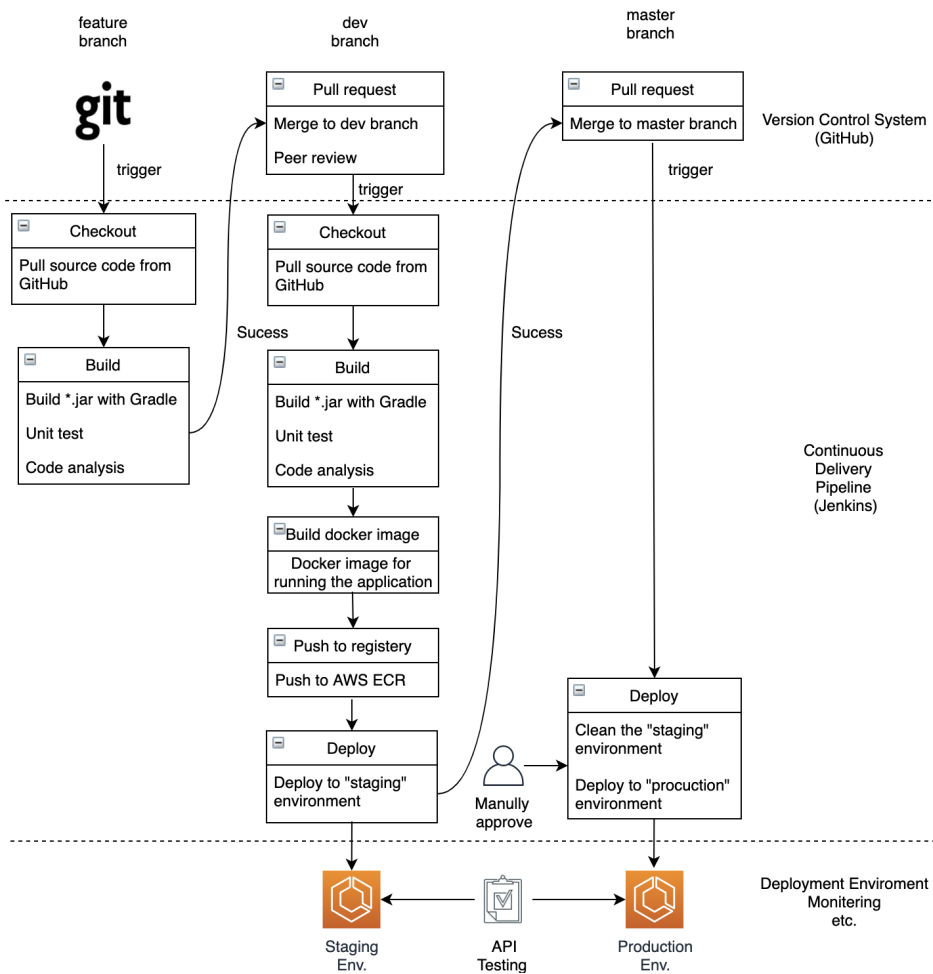 feature
branch
dev
branch
master
branch
git
trigger
Pull request
Merge to dev branch
Peer review
trigger
Pull request
Merge to master branch
trigger
Version Control System
(GitHub)
Checkout
Pull source code from
GitHub
Build
Build *.jar with Gradle
Unit test
Code analysis
Sucess
Checkout
Pull source code from
GitHub
Build
Build *.jar with Gradle
Unit test
Code analysis
Build docker image
Docker image for
running the application
Push to registery
Push to AWS ECR
Deploy
Deploy to "staging"
environment
Sucess
Manully
approve
Deploy
Clean the "staging"
environment
Deploy to "procuction"
environment
Continuous
Delivery
Pipeline
(Jenkins)
Staging
Env.
API
Testing
Production
Env.
Deployment Enviroment
Monitering
etc.